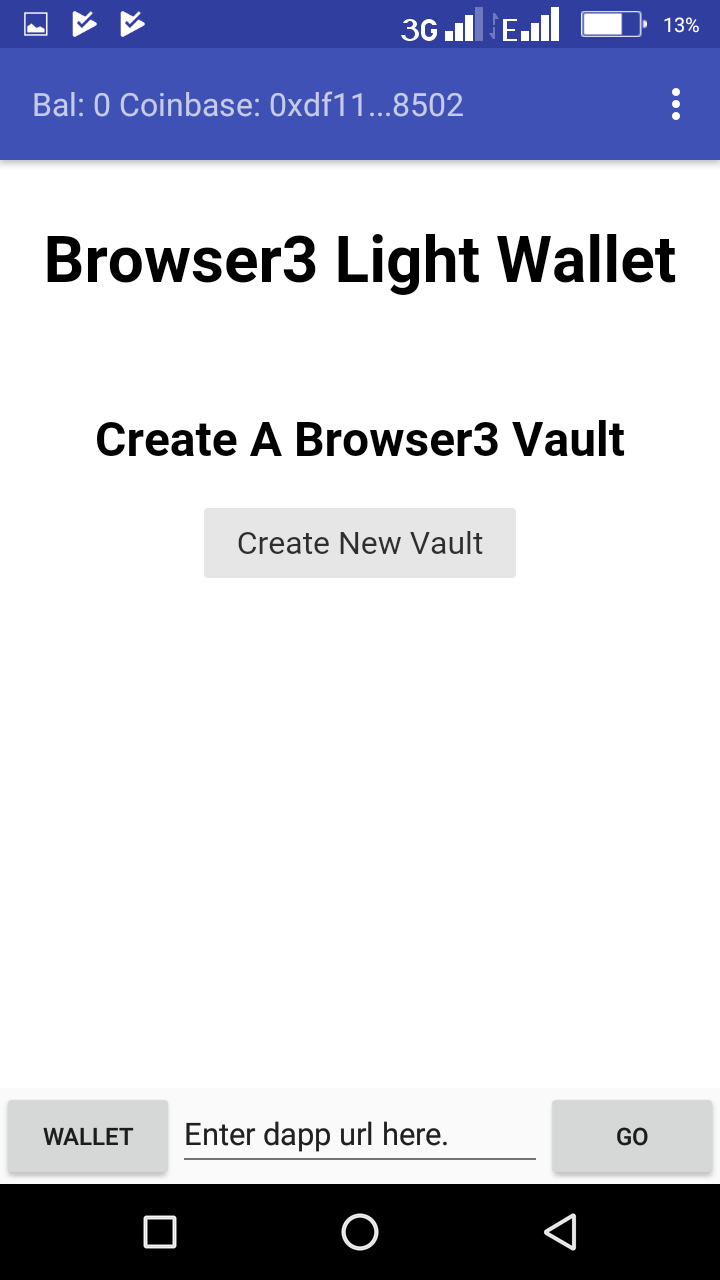 3G E 13%
Bal: 0 Coinbase: 0xdf11...8502
Browser3 Light Wallet
Create A Browser3 Vault
Create New Vault
WALLET Enter dapp url here. GO